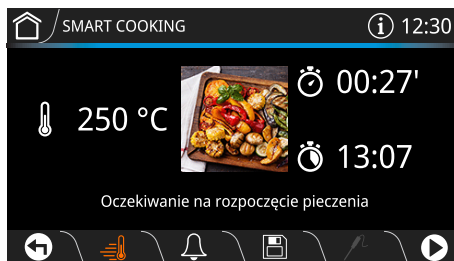 SMART COOKING
12:30
00:27'
250 °C
13:07
Oczekiwanie na rozpoczęcie pieczenia